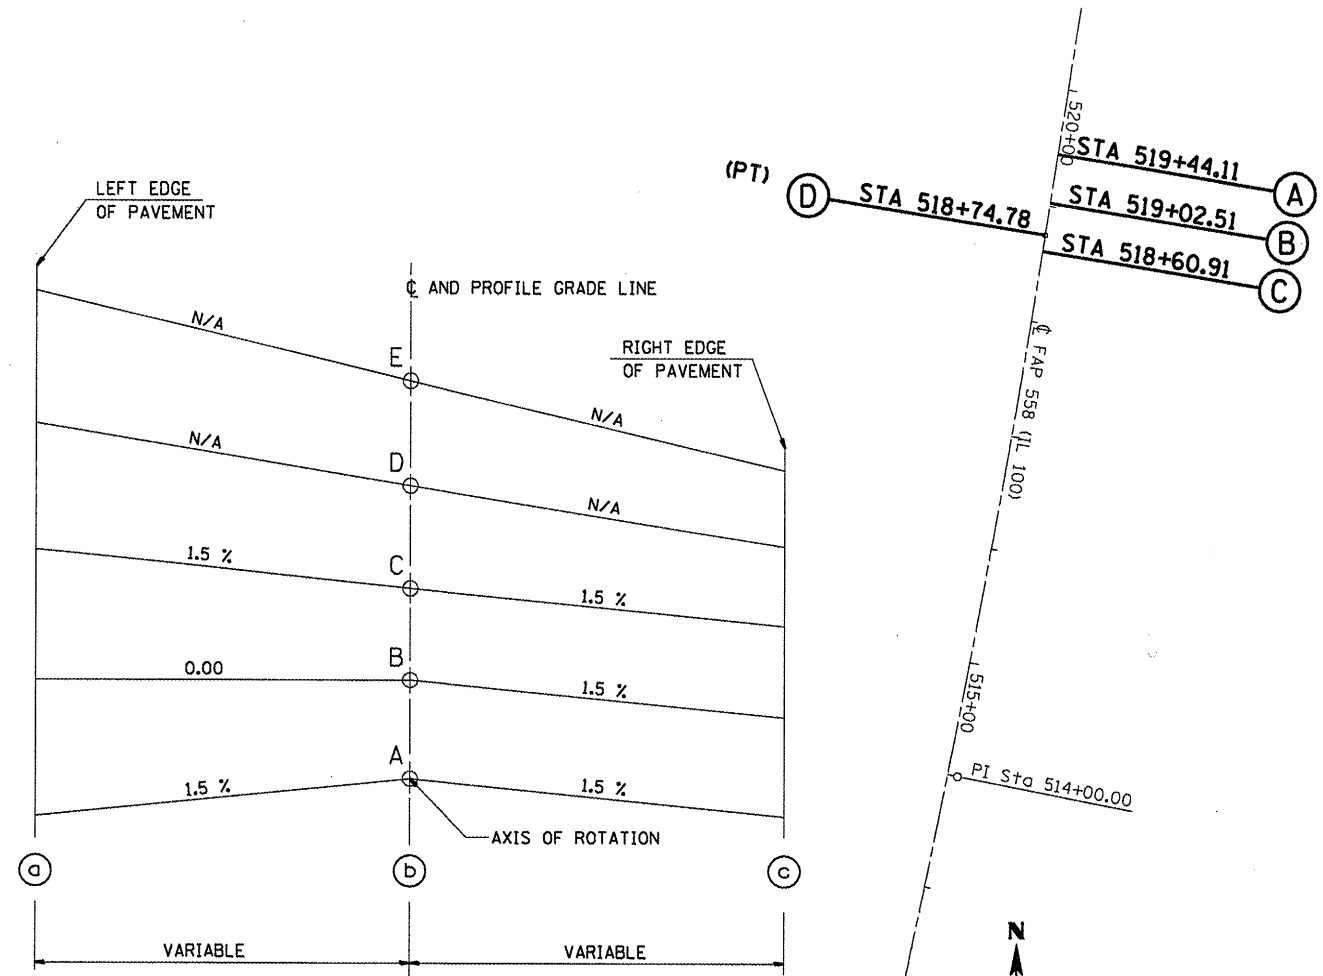 LEFT EDGE
OF PAVEMENT
℄ AND PROFILE GRADE LINE
N/A
E
RIGHT EDGE
OF PAVEMENT
N/A
N/A
D
N/A
1.5 %
C
1.5 %
0.00
B
1.5 %
A
1.5 %
1.5 %
AXIS OF ROTATION
a
b
c
VARIABLE
VARIABLE
520+00
STA 519+44.11
A
(PT)
D
STA 518+74.78
STA 519+02.51
B
STA 518+60.91
C
℄ FAP 558 (IL 100)
515+00
PI Sta 514+00.00
N